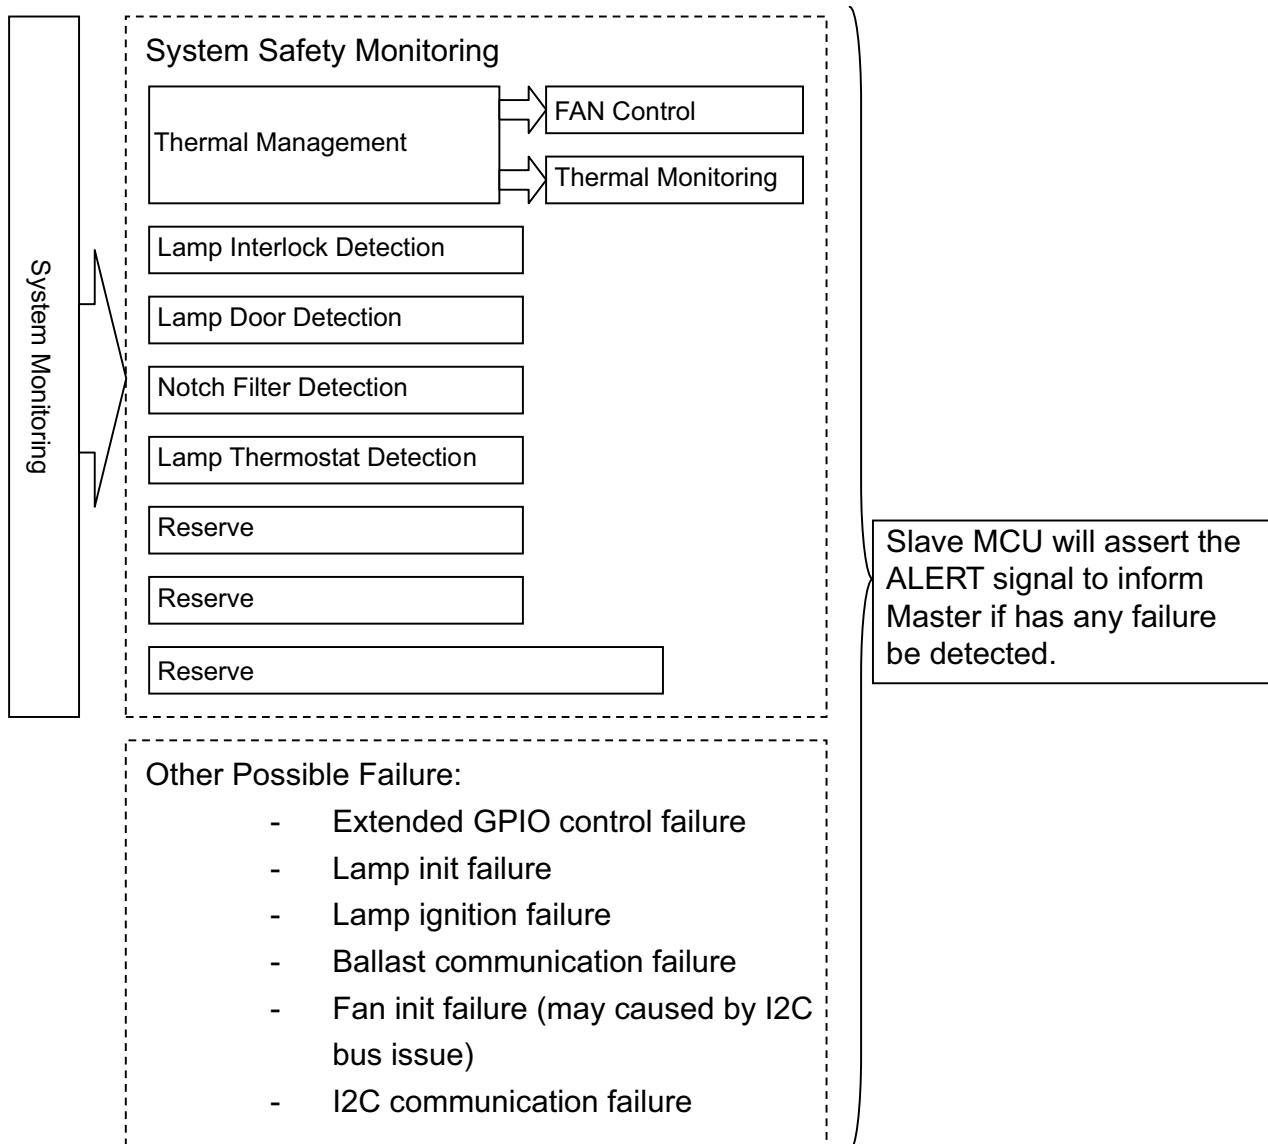 System Monitoring
System Safety Monitoring
Thermal Management
FAN Control
Thermal Monitoring
Lamp Interlock Detection
Lamp Door Detection
Notch Filter Detection
Lamp Thermostat Detection
Reserve
Reserve
Reserve
Slave MCU will assert the
ALERT signal to inform
Master if has any failure
be detected.
Other Possible Failure:
- Extended GPIO control failure
- Lamp init failure
- Lamp ignition failure
- Ballast communication failure
- Fan init failure (may caused by I2C
bus issue)
- I2C communication failure